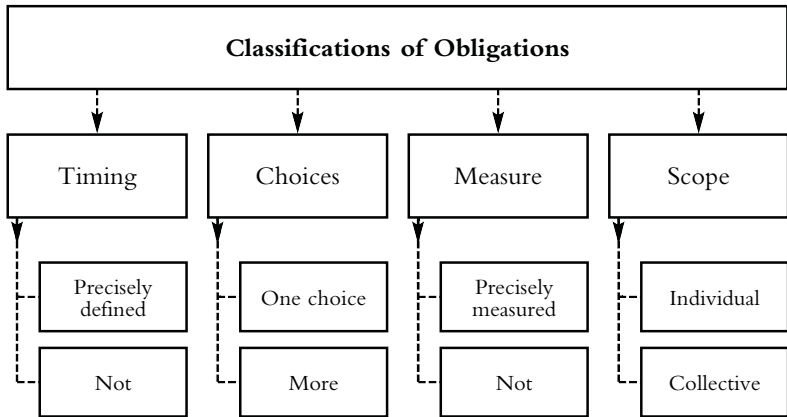 Classifications of Obligations
Timing
Choices
Measure
Scope
Precisely
defined
One choice
Precisely
measured
Individual
Not
More
Not
Collective